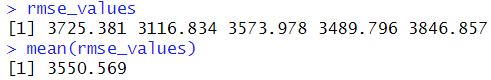 > rmse_values
[1] 3725.381 3116.834 3573.978 3489.796 3846.857
> mean(rmse_values)
[1] 3550.569